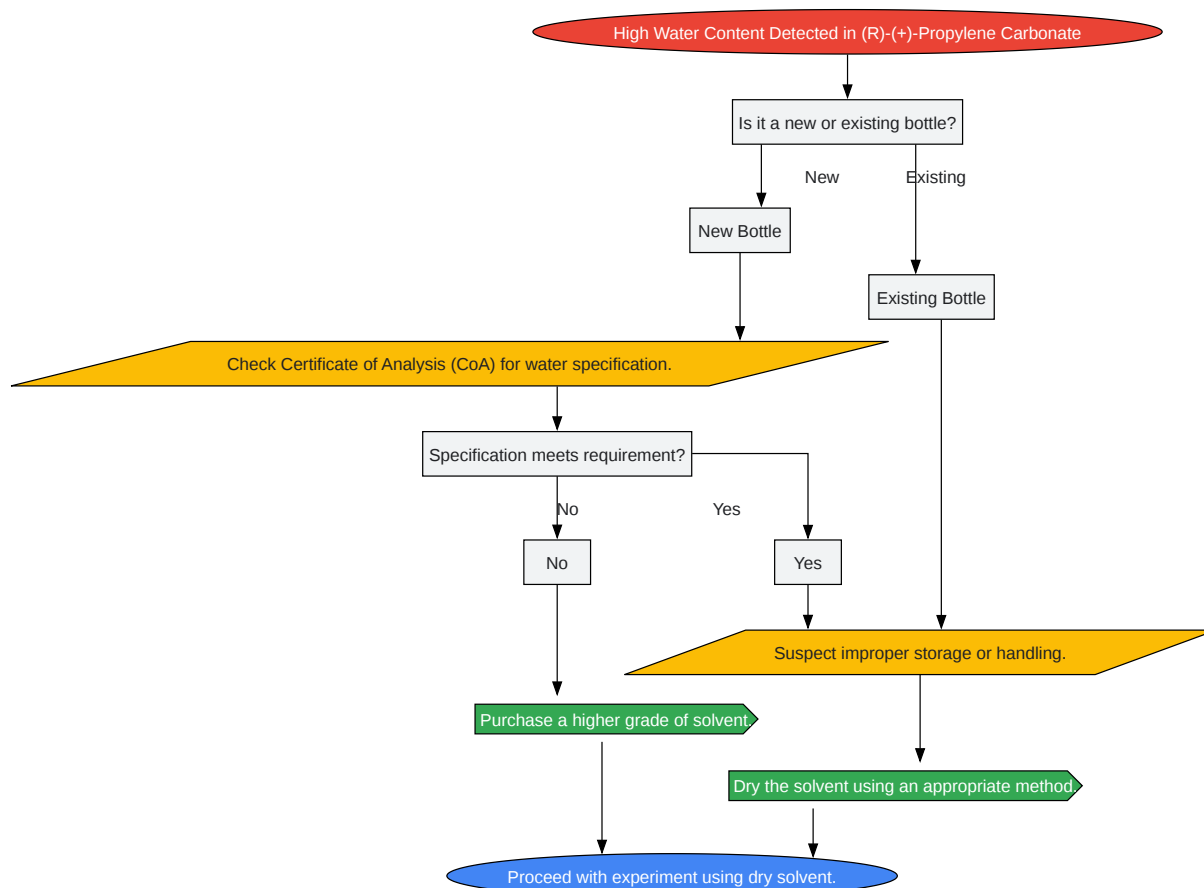 High Water Content Detected in (R)-(+)-Propylene Carbonate
Is it a new or existing bottle?
New
Existing
New Bottle
Existing Bottle
Check Certificate of Analysis (CoA) for water specification.
Specification meets requirement?
No
Yes
No
Yes
Suspect improper storage or handling.
Purchase a higher grade of solvent.
Dry the solvent using an appropriate method.
Proceed with experiment using dry solvent.